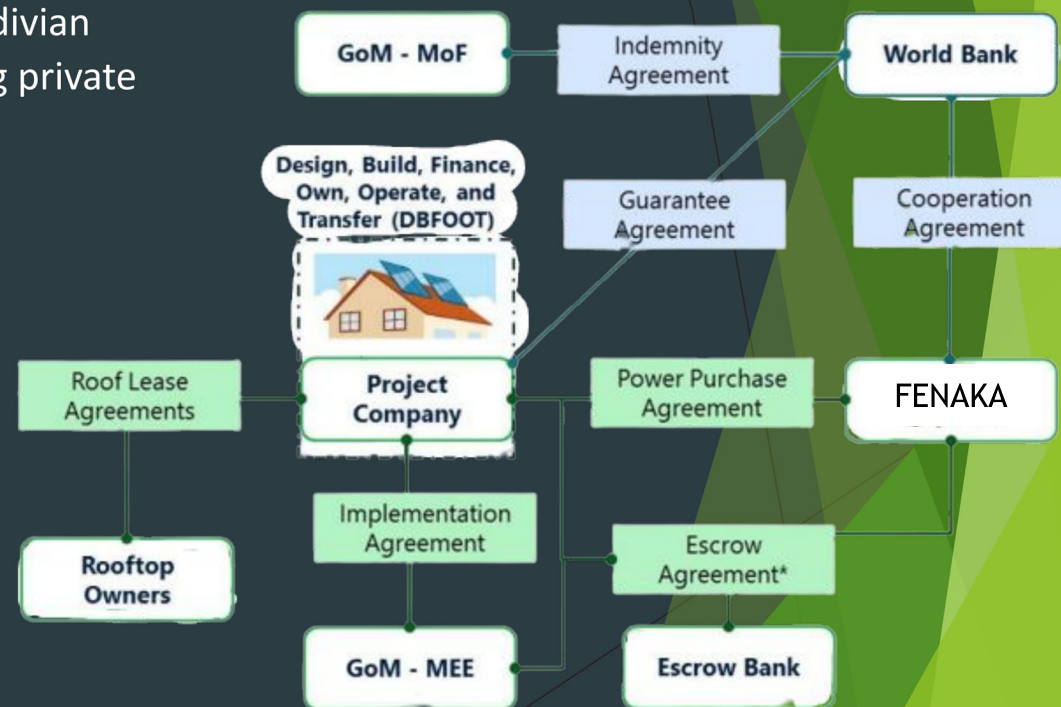 divian
g private
GoM - MoF
Indemnity
Agreement
World Bank
Design, Build, Finance,
Own, Operate, and
Transfer (DBFOOT)
Guarantee
Agreement
Cooperation
Agreement
Roof Lease
Agreements
Project
Company
Power Purchase
Agreement
FENAKA
Implementation
Agreement
Escrow
Agreement*
Rooftop
Owners
GoM - MEE
Escrow Bank